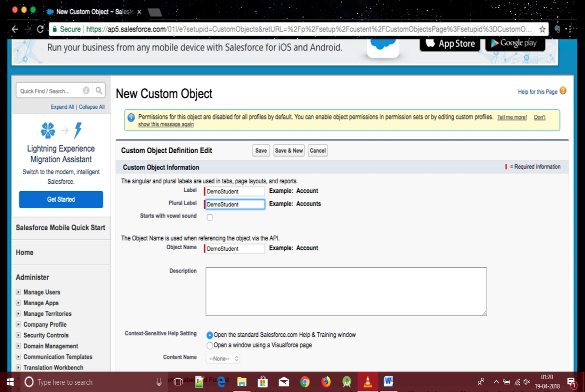 New Custom Object ~ Salesf
Secure
https://ap5.salesforce.com/01I/e?setupid=CustomObjects&retURL=%2Fp%2Fsetup%2Fcustent%2FCustomObjectsPage%3Fsetupid%3DCustomO...
Run your business from any mobile device with Salesforce for iOS and Android.
App Store
Google play
Quick Find / Search...
Expand All | Collapse All
Lightning Experience
Migration Assistant
Switch to the modern, intelligent
Salesforce.
Get Started
Salesforce Mobile Quick Start
Home
Administer
Manage Users
Manage Apps
Manage Territories
Company Profile
Security Controls
Domain Management
Communication Templates
Translation Workbench
New Custom Object
Help for this Page
Permissions for this object are disabled for all profiles by default. You can enable object permissions in permission sets or by editing custom profiles. Tell me more! Don't
show this message again
Custom Object Definition Edit
Save
Save & New
Cancel
Custom Object Information
= Required Information
The singular and plural labels are used in tabs, page layouts, and reports.
Label DemoStudent Example: Account
Plural Label DemoStudent Example: Accounts
Starts with vowel sound
The Object Name is used when referencing the object via the API.
Object Name DemoStudent Example: Account
Description
Context-Sensitive Help Setting Open the standard Salesforce.com Help & Training window
Open a window using a Visualforce page
Content Name --None--
Type here to search
01:20
19-04-2018